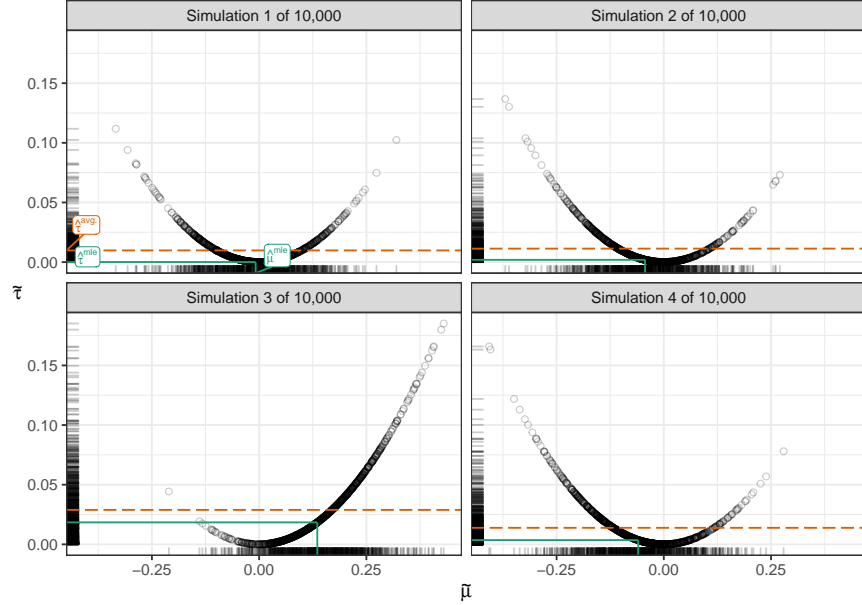 Simulation 1 of 10,000
Simulation 2 of 10,000
0.15
0.10
0.05
0.00
τ̂avg.
τ̂mle
μ̂mle
τ̃
Simulation 3 of 10,000
Simulation 4 of 10,000
0.15
0.10
0.05
0.00
−0.25 0.00 0.25
−0.25 0.00 0.25
μ̃